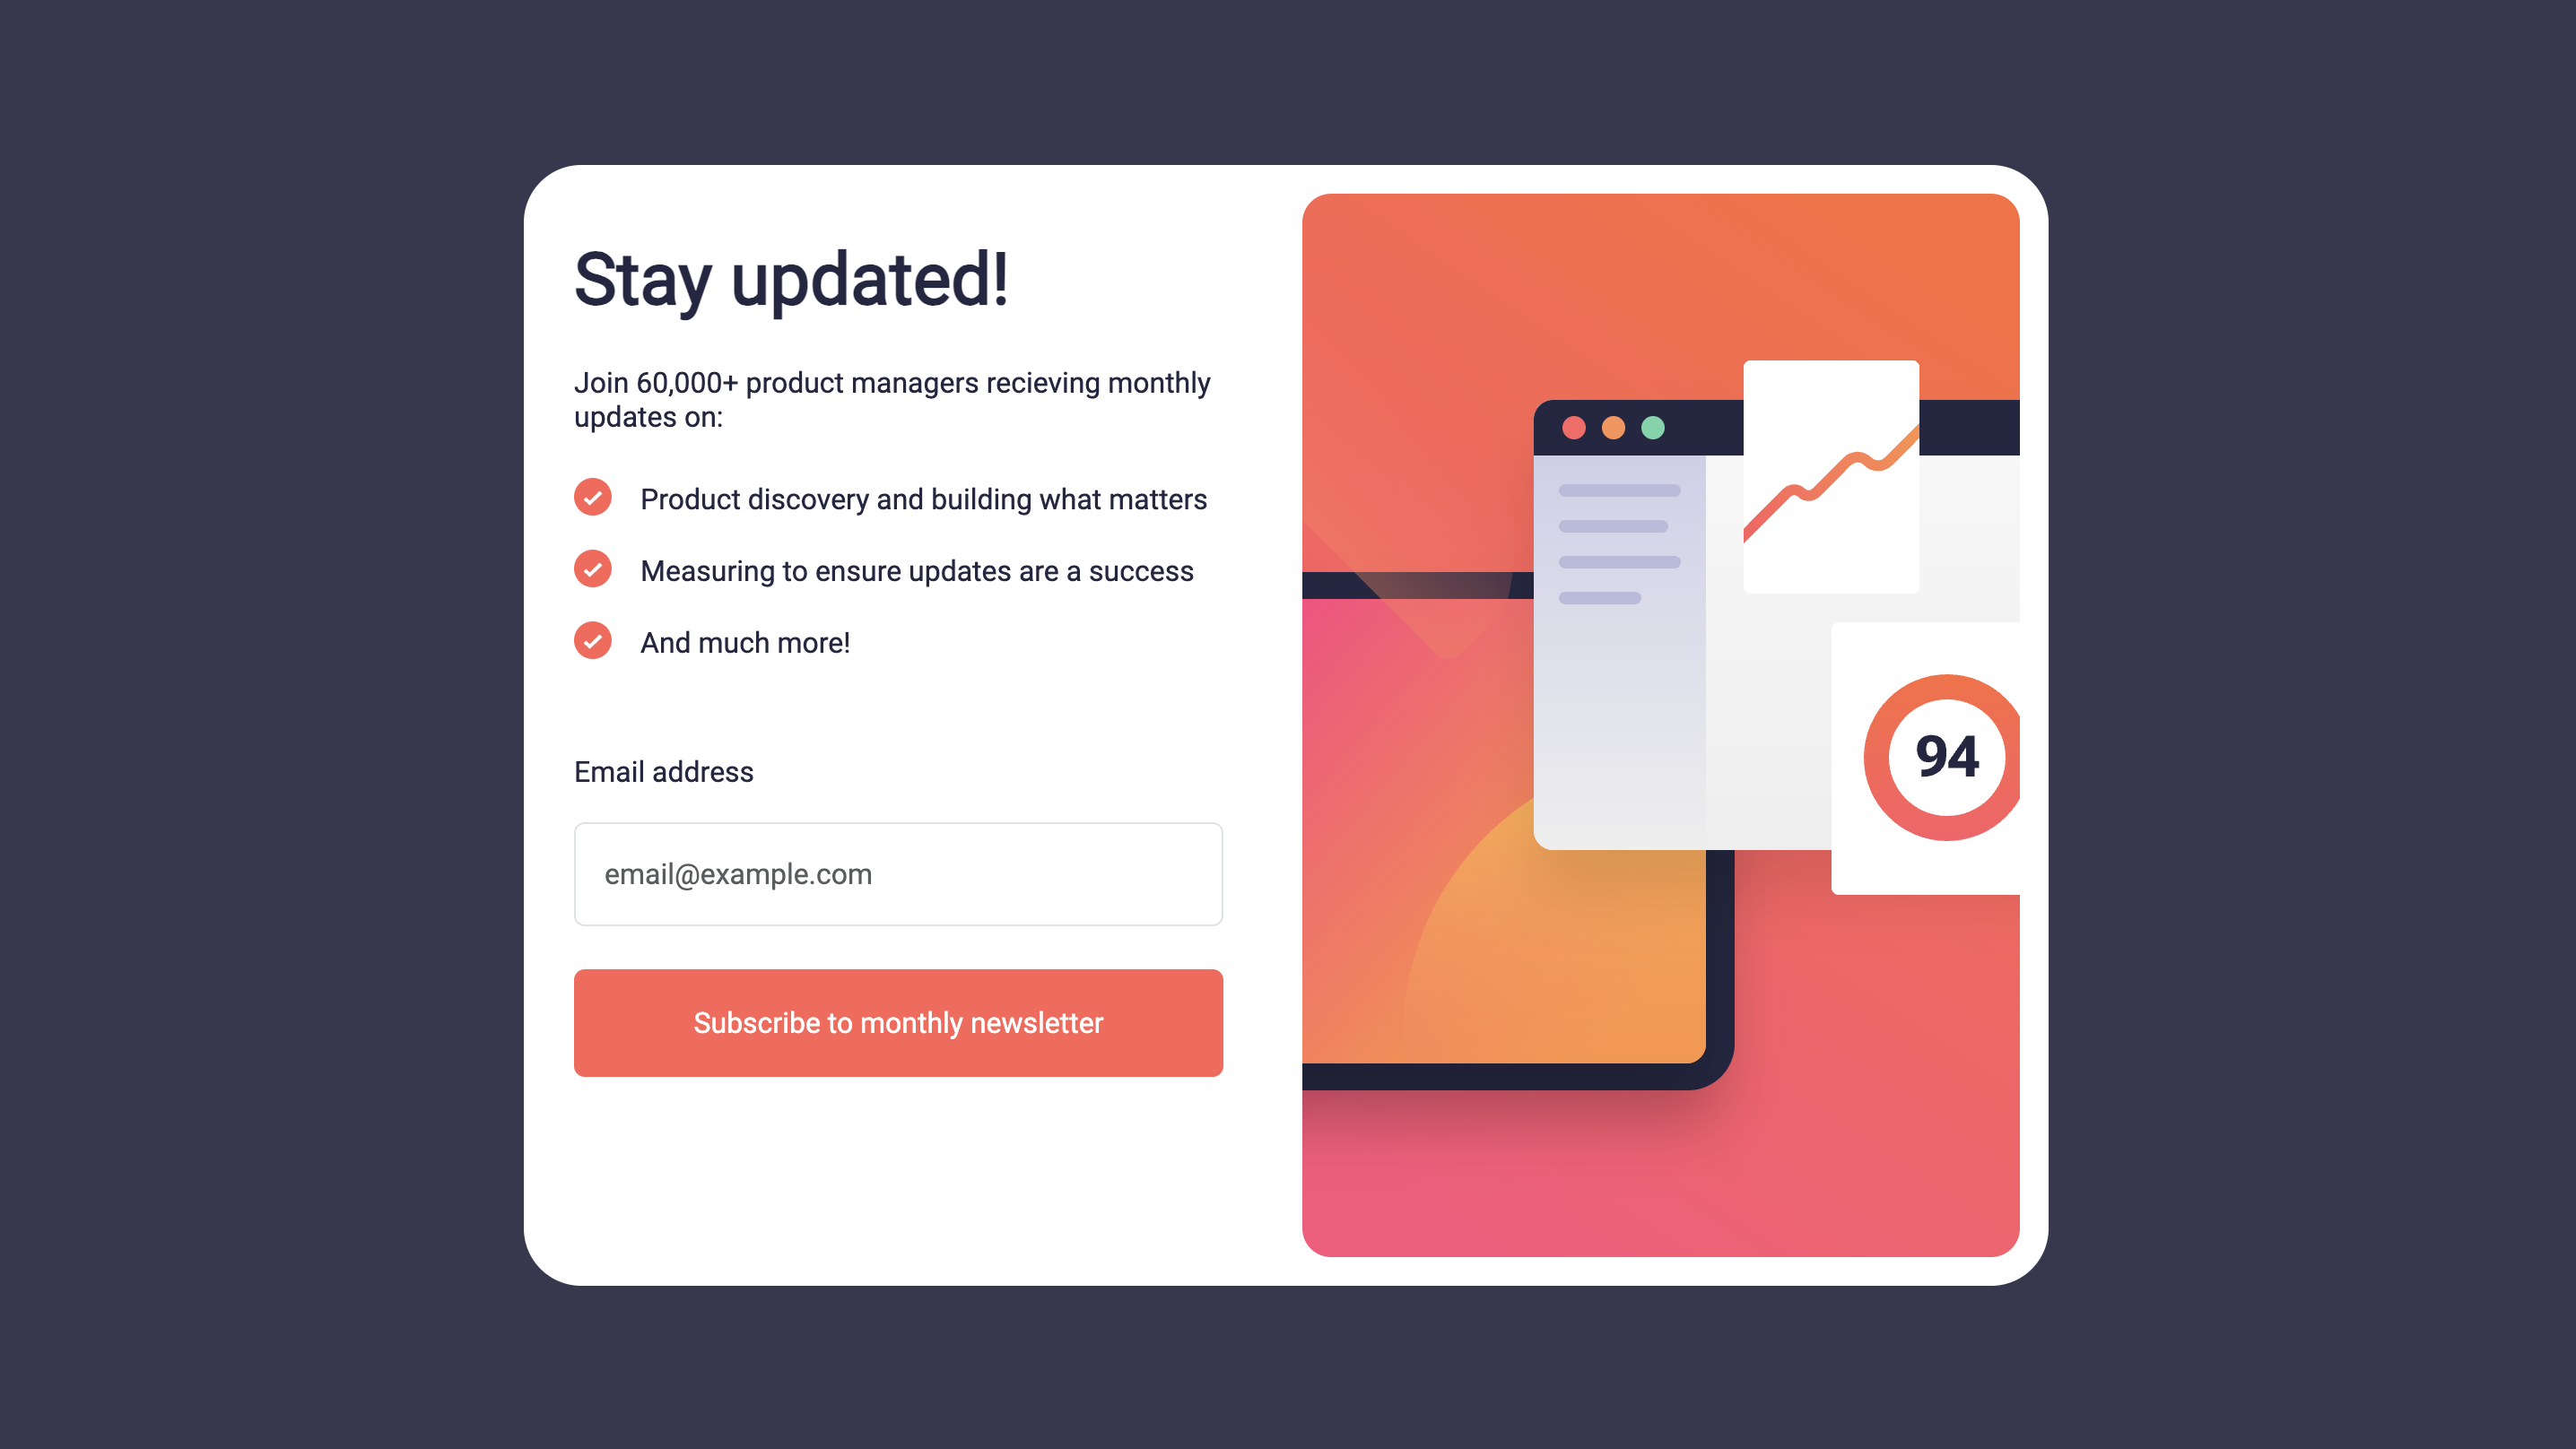 Stay updated!
Join 60,000+ product managers recieving monthly
updates on:
Product discovery and building what matters
Measuring to ensure updates are a success
And much more!
Email address
email@example.com
Subscribe to monthly newsletter
94